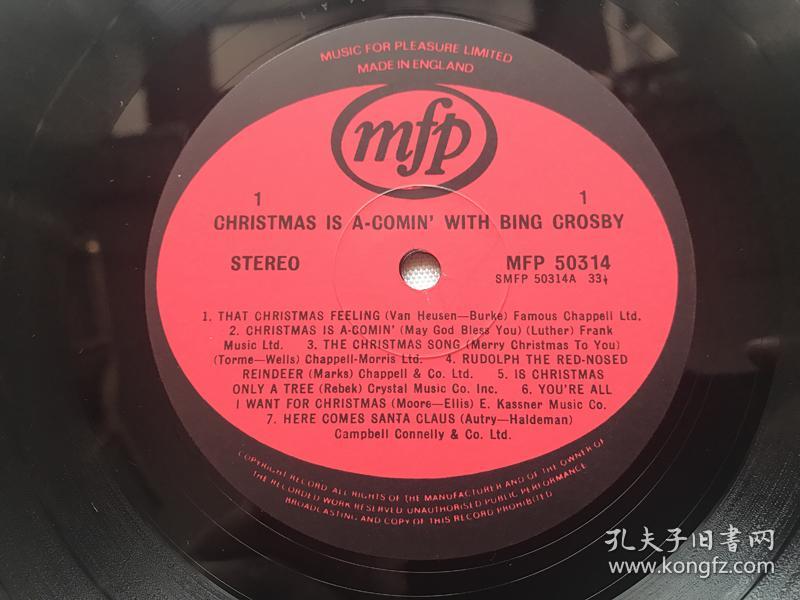 MUSIC FOR PLEASURE LIMITED
MADE IN ENGLAND
mfp
1 1
CHRISTMAS IS A-COMIN' WITH BING CROSBY
STEREO MFP 50314
SMFP 50314A 33⅓
1. THAT CHRISTMAS FEELING (Van Heusen—Burke) Famous Chappell Ltd.
2. CHRISTMAS IS A-COMIN' (May God Bless You) (Luther) Frank
Music Ltd. 3. THE CHRISTMAS SONG (Merry Christmas To You)
(Torme—Wells) Chappell-Morris Ltd. 4. RUDOLPH THE RED-NOSED
REINDEER (Marks) Chappell & Co. Ltd. 5. IS CHRISTMAS
ONLY A TREE (Rebek) Crystal Music Co. Inc. 6. YOU'RE ALL
I WANT FOR CHRISTMAS (Moore—Ellis) E. Kassner Music Co.
7. HERE COMES SANTA CLAUS (Autry—Haldeman)
Campbell Connelly & Co. Ltd.
COPYRIGHT RECORD ALL RIGHTS OF THE MANUFACTURER AND OF THE OWNER OF
THE RECORDED WORK RESERVED UNAUTHORISED PUBLIC PERFORMANCE
BROADCASTING AND COPY OF THIS RECORD PROHIBITED
孔夫子旧书网
www.kongfz.com